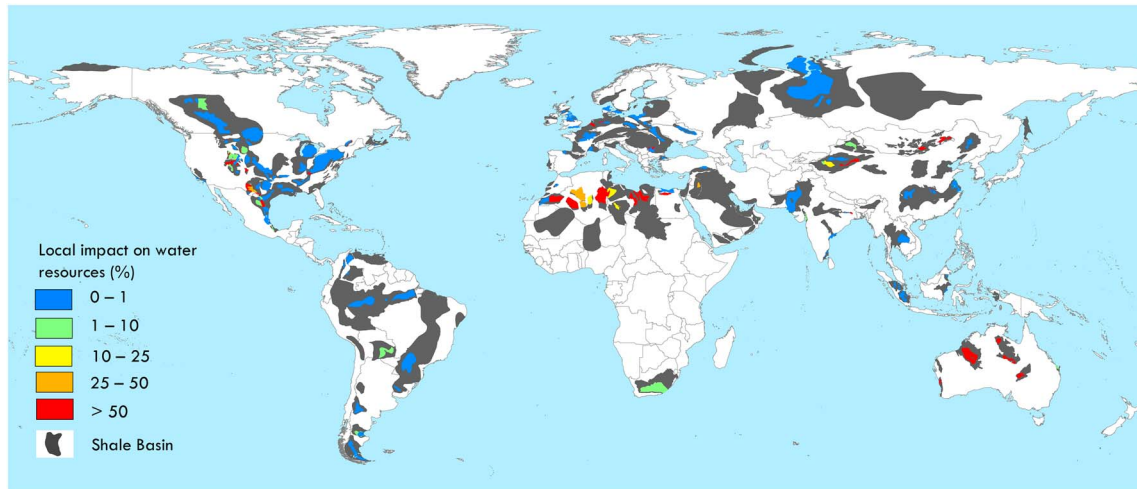 Local impact on water
resources (%)
0 – 1
1 – 10
10 – 25
25 – 50
> 50
Shale Basin